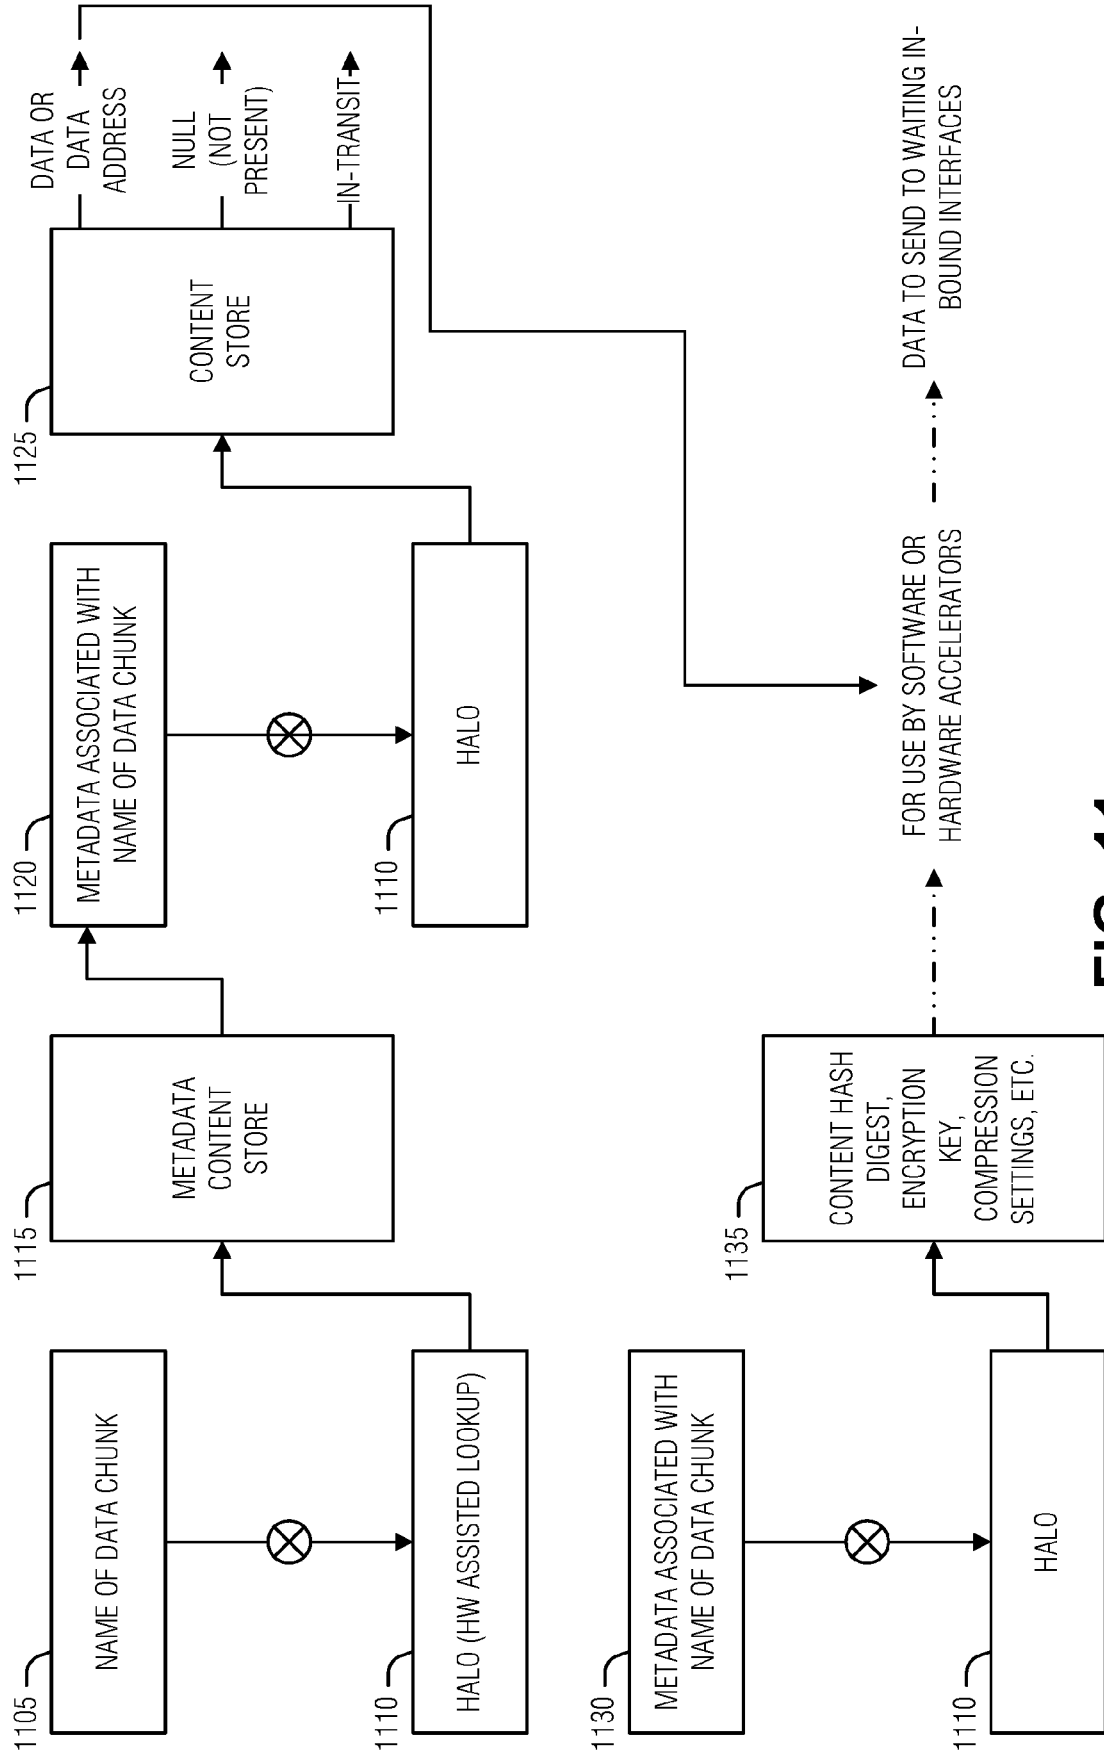 1105
NAME OF DATA CHUNK
1110
HALO (HW ASSISTED LOOKUP)
1115
METADATA
CONTENT
STORE
1120
METADATA ASSOCIATED WITH
NAME OF DATA CHUNK
1110
HALO
1125
CONTENT
STORE
DATA OR
DATA
ADDRESS
NULL
(NOT
PRESENT)
IN-TRANSIT
1130
METADATA ASSOCIATED WITH
NAME OF DATA CHUNK
1110
HALO
1135
CONTENT HASH
DIGEST,
ENCRYPTION
KEY,
COMPRESSION
SETTINGS, ETC.
FOR USE BY SOFTWARE OR
HARDWARE ACCELERATORS
DATA TO SEND TO WAITING IN-
BOUND INTERFACES